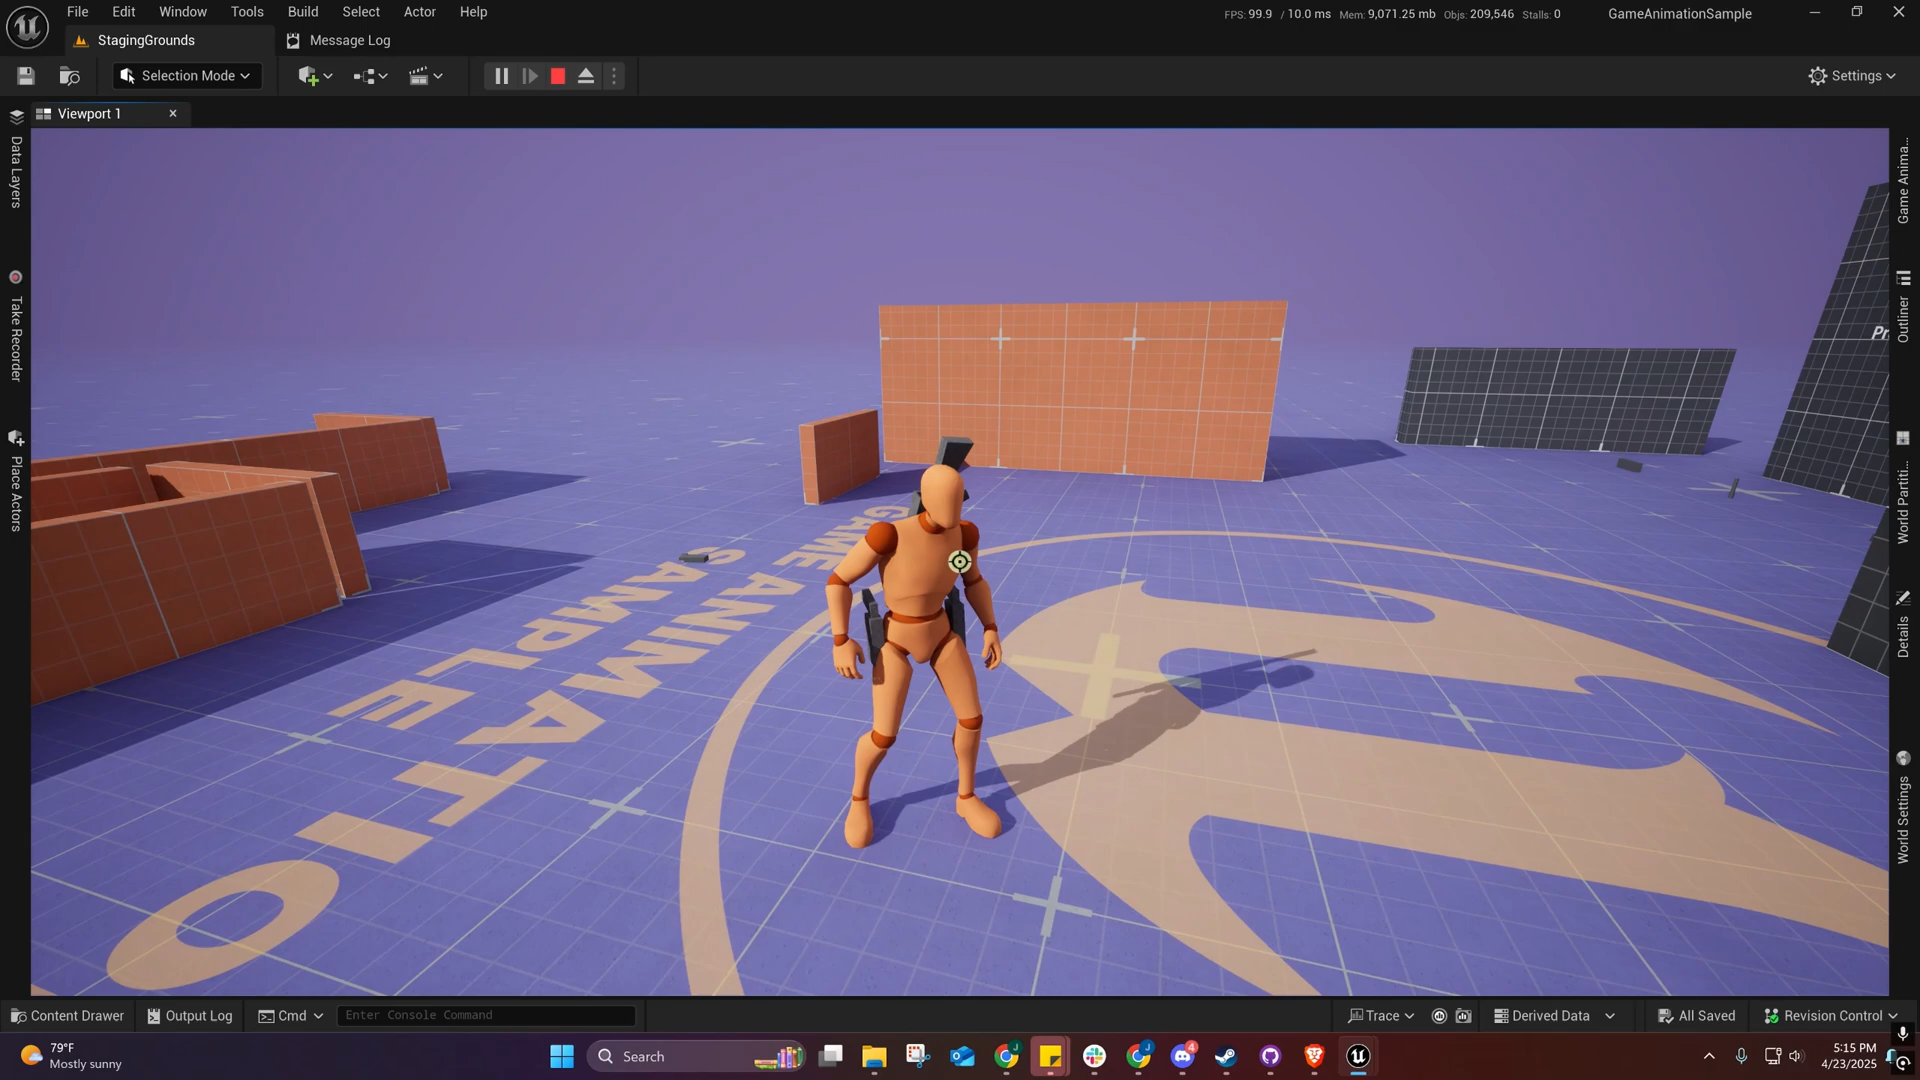 File Edit Window Tools Build Select Actor Help
FPS: 99.9 / 10.0 ms Mem: 9,071.25 mb Objs: 209,546 Stalls: 0
GameAnimationSample
StagingGrounds
Message Log
Selection Mode
Settings
Viewport 1
Data Layers
Take Recorder
Place Actors
Game Anima...
Outliner
World Partiti...
Details
World Settings
Pr
GAME ANIMATIO
SAMPLE
Content Drawer
Output Log
Cmd
Enter Console Command
Trace
Derived Data
All Saved
Revision Control
79°F
Mostly sunny
Search
J
J
4
5:15 PM
4/23/2025